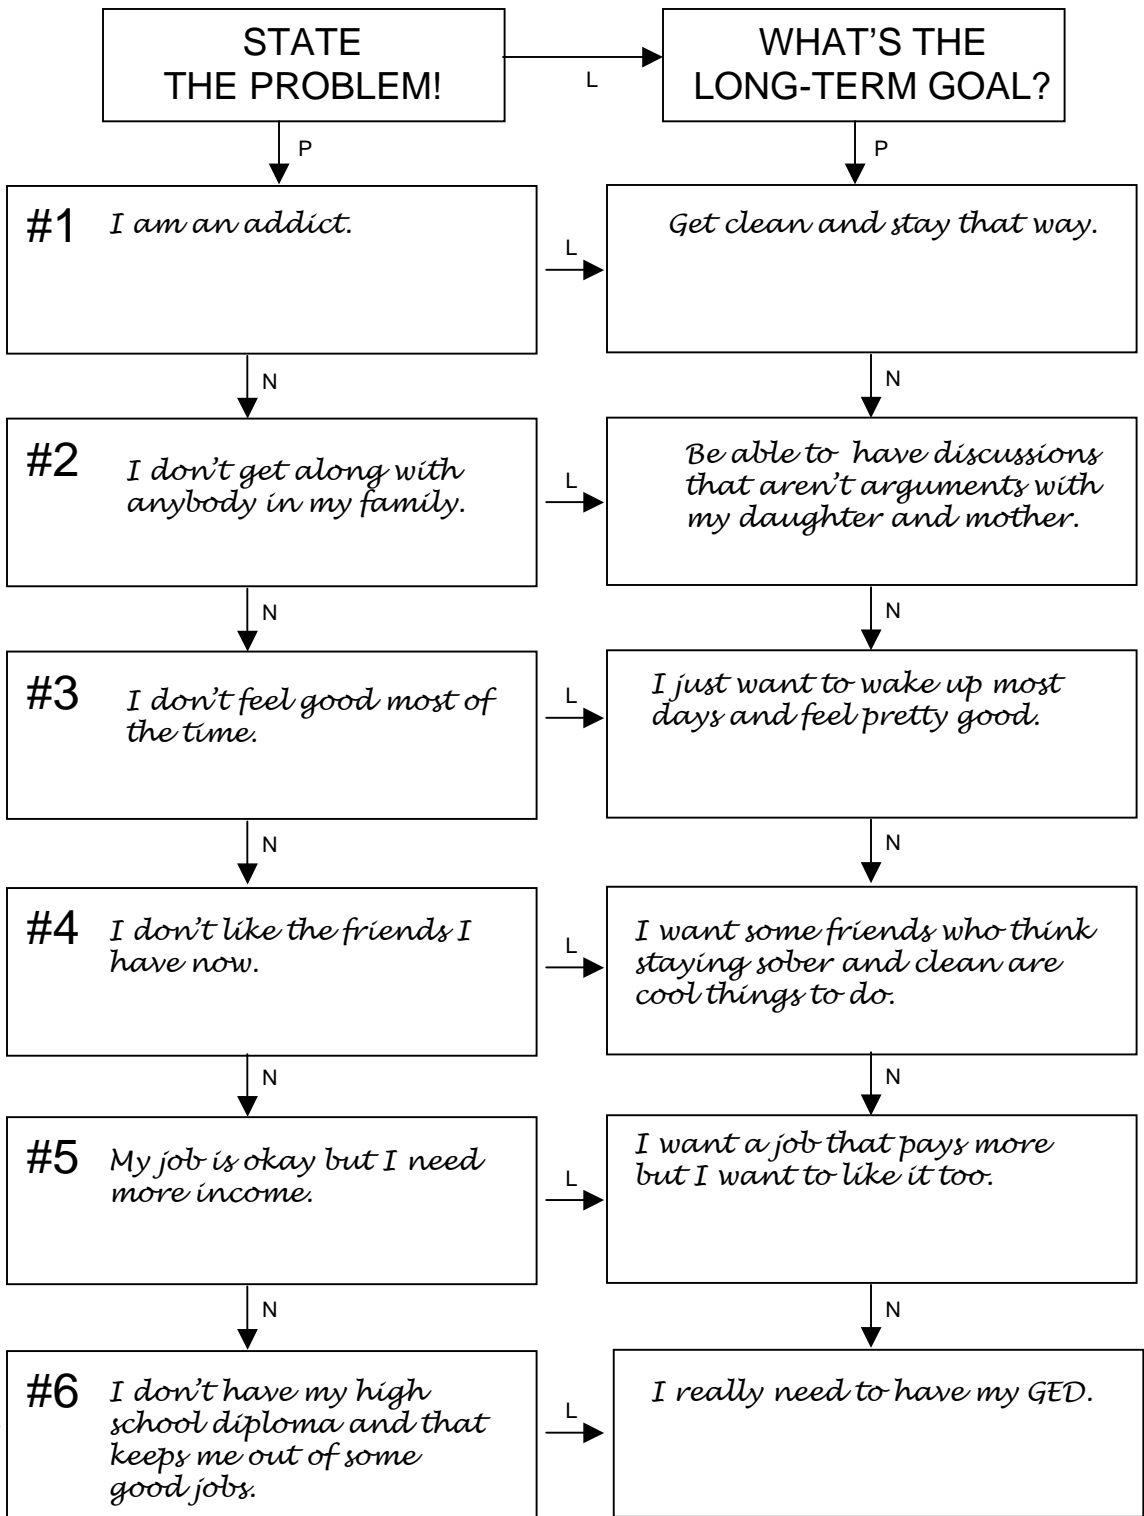 STATE
THE PROBLEM!
L
WHAT'S THE
LONG-TERM GOAL?
P
P
#1 I am an addict.
L
Get clean and stay that way.
N
N
#2 I don't get along with
anybody in my family.
L
Be able to have discussions
that aren't arguments with
my daughter and mother.
N
N
#3 I don't feel good most of
the time.
L
I just want to wake up most
days and feel pretty good.
N
N
#4 I don't like the friends I
have now.
L
I want some friends who think
staying sober and clean are
cool things to do.
N
N
#5 My job is okay but I need
more income.
L
I want a job that pays more
but I want to like it too.
N
N
#6 I don't have my high
school diploma and that
keeps me out of some
good jobs.
L
I really need to have my GED.